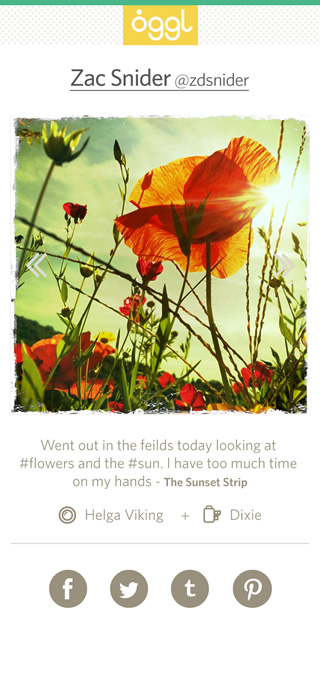 öggl
Zac Snider @zdsnider
Went out in the feilds today looking at
#flowers and the #sun. I have too much time
on my hands - The Sunset Strip
Helga Viking + Dixie